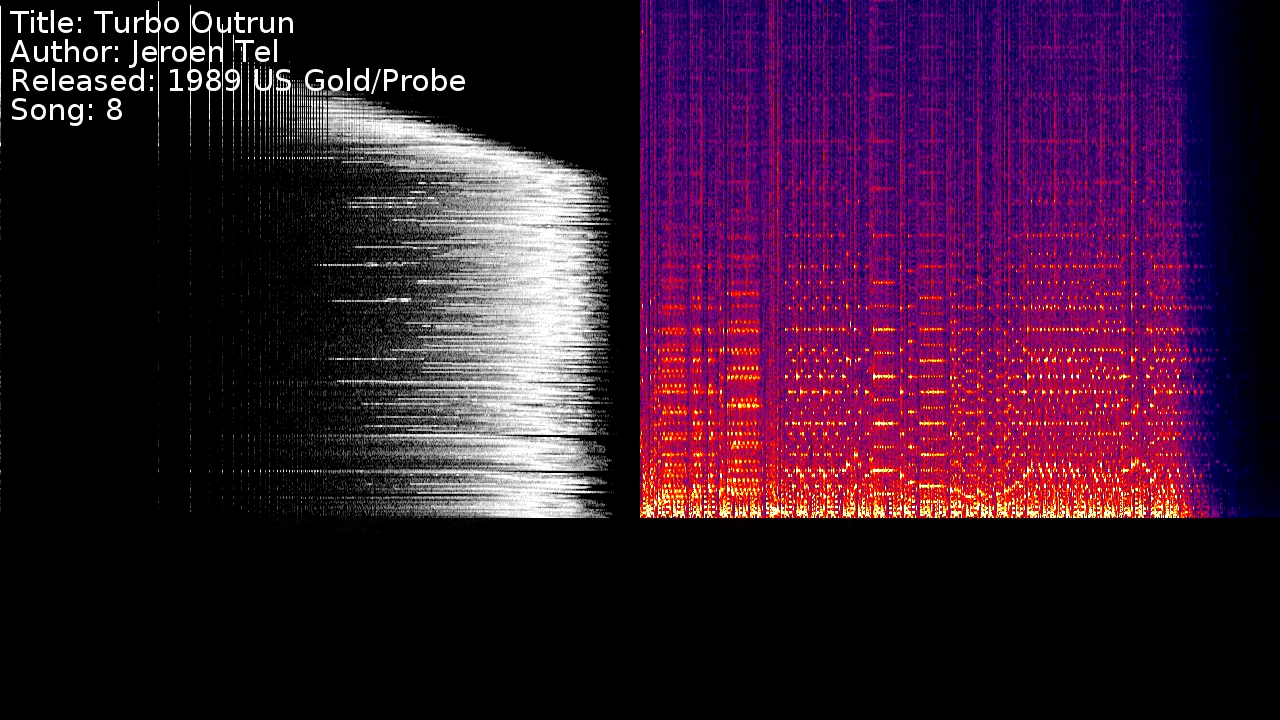 Title: Turbo Outrun
Author: Jeroen Tel
Released: 1989 US Gold/Probe
Song: 8